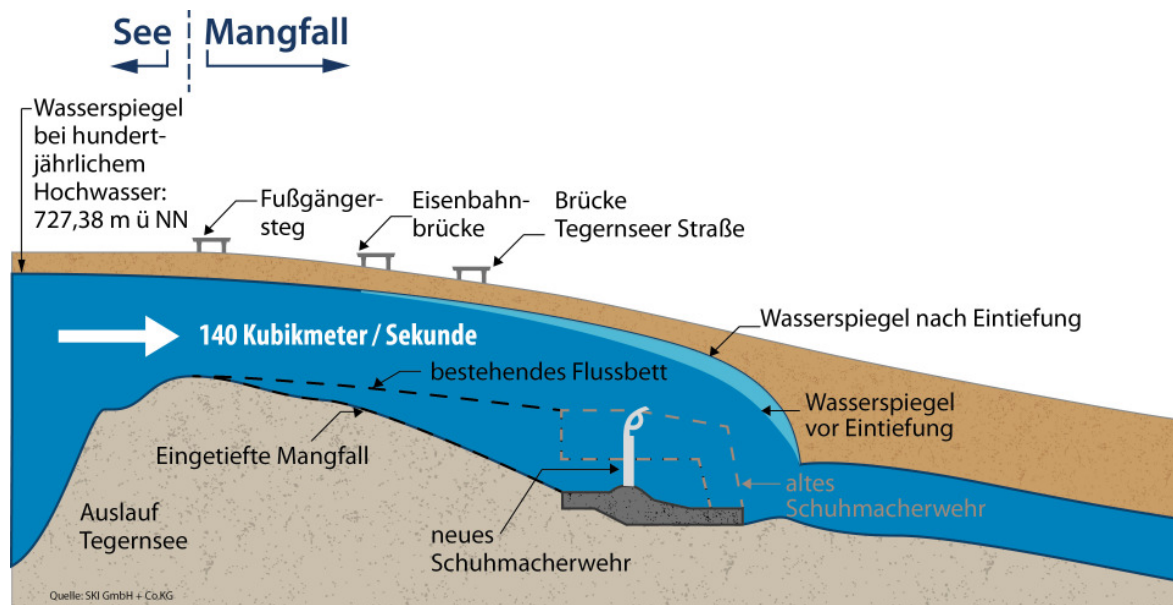 See
Mangfall
Wasserspiegel
bei hundert-
jährlichem
Hochwasser:
727,38 m ü NN
Fußgänger-
steg
Eisenbahn-
brücke
Brücke
Tegernseer Straße
140 Kubikmeter / Sekunde
Wasserspiegel nach Eintiefung
bestehendes Flussbett
Wasserspiegel
vor Eintiefung
Eingetiefte Mangfall
altes
Schuhmacherwehr
neues
Schuhmacherwehr
Auslauf
Tegernsee
Quelle: SKI GmbH + Co.KG